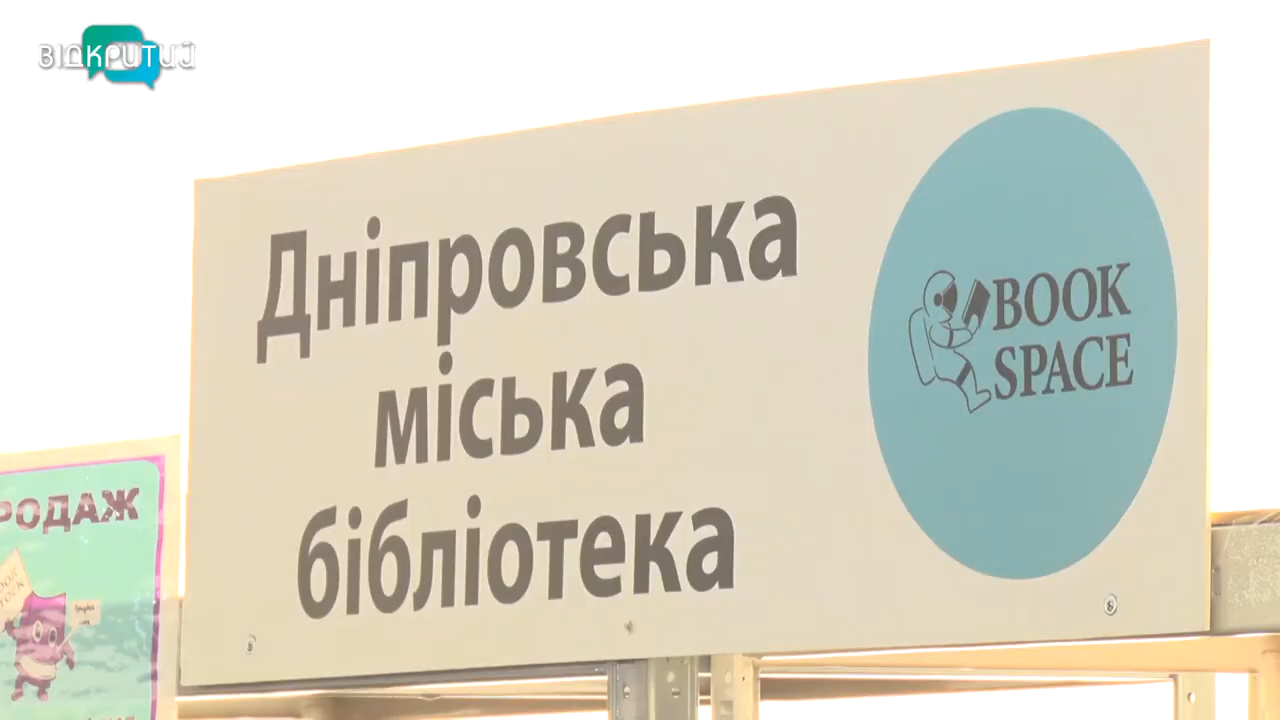 ВІДКРИТИЙ
Дніпровська
міська
бібліотека
BOOK
SPACE
РОДАЖ